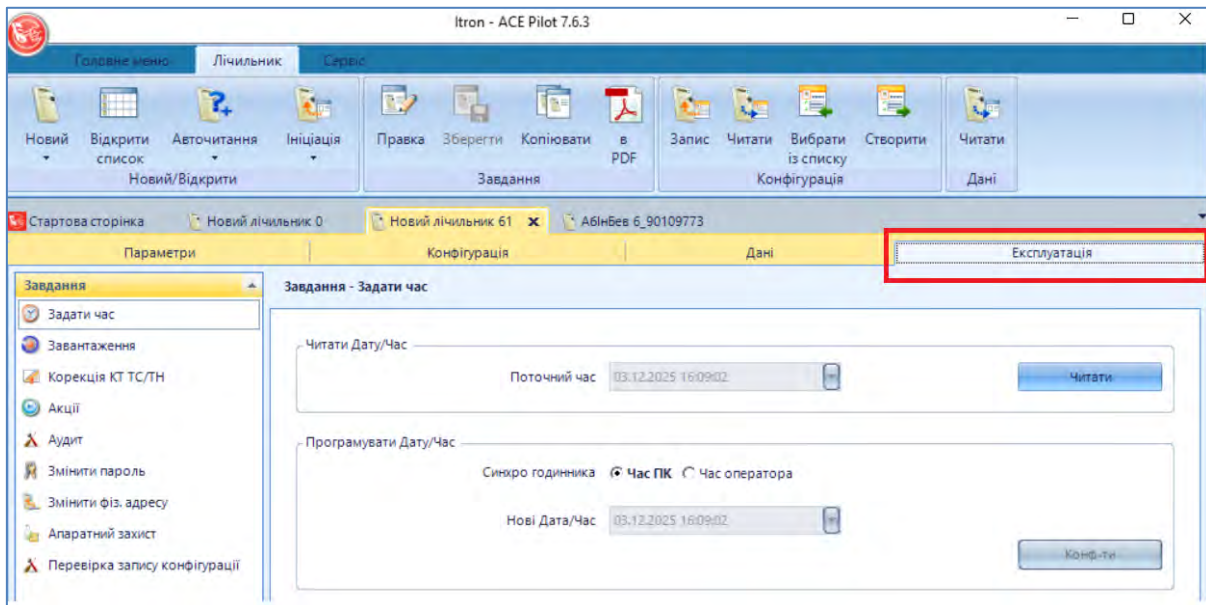 Itron - ACE Pilot 7.6.3
Головне меню Лічильник Сервіс
Новий Відкрити список Авточитання Ініціація Правка Зберегти Копіювати в PDF Запис Читати Вибрати із списку Створити Читати
Новий/Відкрити Завдання Конфігурація Дані
Стартова сторінка Новий лічильник 0 Новий лічильник 61 x АбІнБев 6_90109773
Параметри Конфігурація Дані Експлуатація
Завдання
Завдання - Задати час
Задати час
Завантаження
Корекція КТ ТС/ТН
Акції
Аудит
Змінити пароль
Змінити фіз. адресу
Апаратний захист
Перевірка запису конфігурації
Читати Дату/Час
Поточний час 03.12.2025 16:09:02 Читати
Програмувати Дату/Час
Синхро годинника Час ПК Час оператора
Нові Дата/Час 03.12.2025 16:09:02
Конф-ти